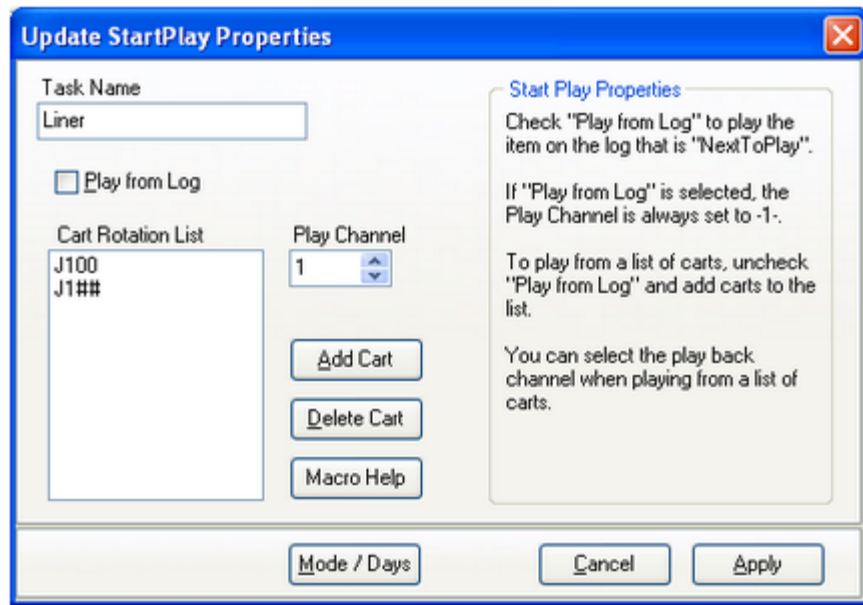 Update StartPlay Properties
Task Name
Liner
Play from Log
Cart Rotation List
J100
J1##
Play Channel
1
Add Cart
Delete Cart
Macro Help
Start Play Properties
Check "Play from Log" to play the
item on the log that is "NextToPlay".
If "Play from Log" is selected, the
Play Channel is always set to -1-.
To play from a list of carts, uncheck
"Play from Log" and add carts to the
list.
You can select the play back
channel when playing from a list of
carts.
Mode / Days
Cancel
Apply